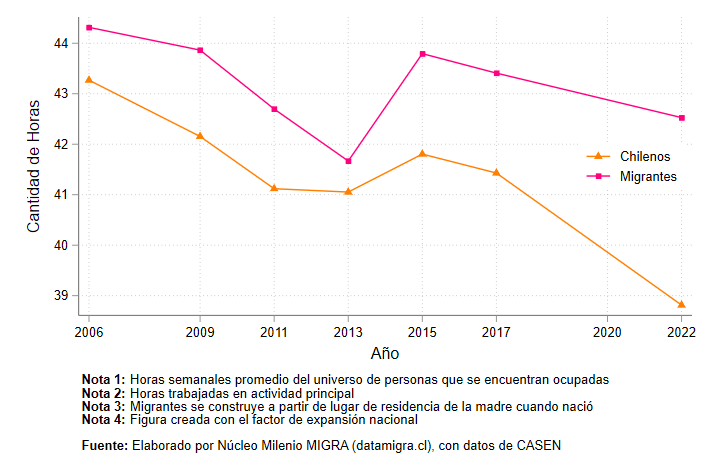 44
43
42
41
40
39
Cantidad de Horas
Chilenos
Migrantes
2006 2009 2011 2013 2015 2017 2020 2022
Año
Nota 1: Horas semanales promedio del universo de personas que se encuentran ocupadas
Nota 2: Horas trabajadas en actividad principal
Nota 3: Migrantes se construye a partir de lugar de residencia de la madre cuando nació
Nota 4: Figura creada con el factor de expansión nacional
Fuente: Elaborado por Núcleo Milenio MIGRA (datamigra.cl), con datos de CASEN